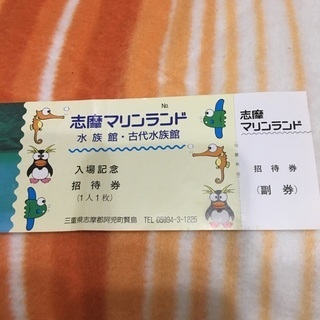 No.
志摩マリンランド
水族館・古代水族館
入場記念
招待券
(1人1枚)
三重県志摩郡阿児町賢島 TEL 05994-3-1225
志摩
マリンランド
招待券
(副券)